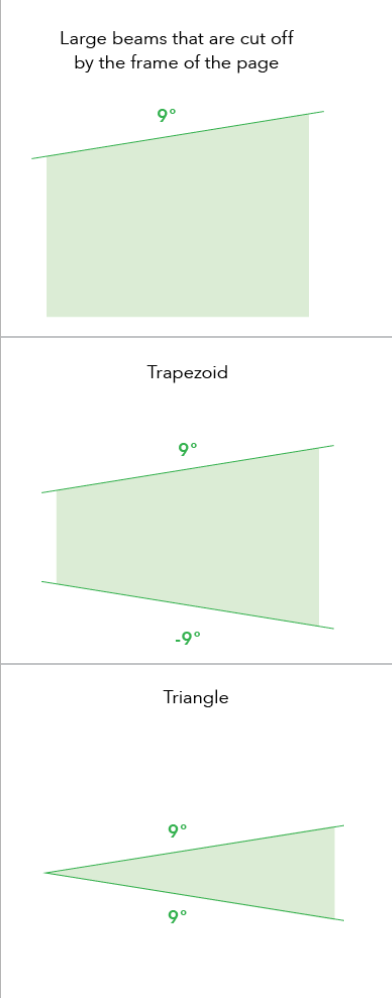 Large beams that are cut off
by the frame of the page
9°
Trapezoid
9°
-9°
Triangle
9°
9°